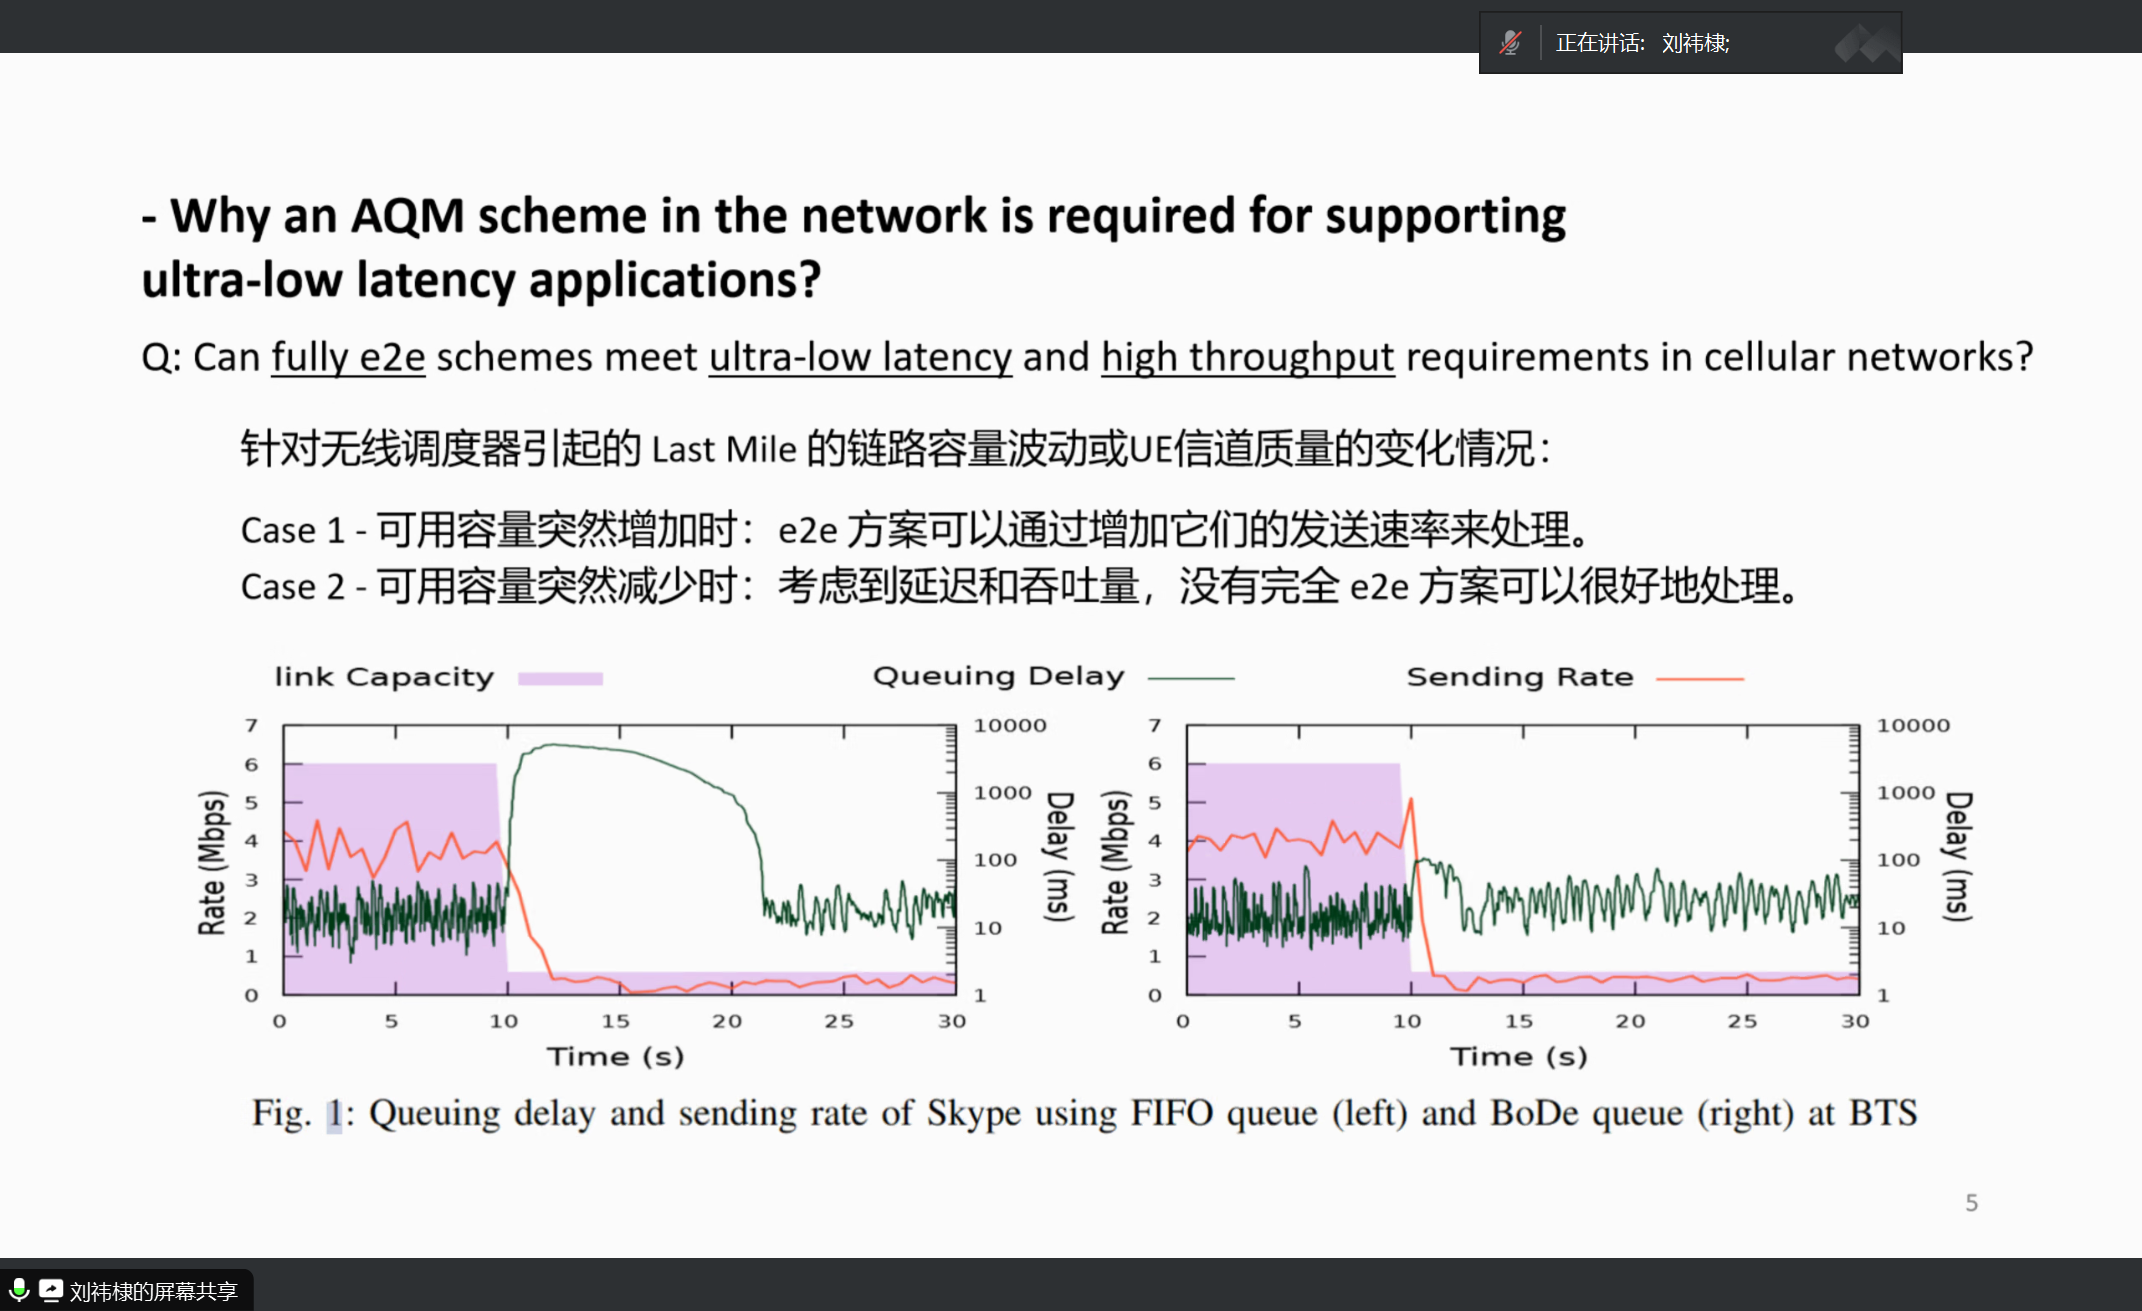 正在讲话: 刘祎棣;
- Why an AQM scheme in the network is required for supporting
ultra-low latency applications?
Q: Can fully e2e schemes meet ultra-low latency and high throughput requirements in cellular networks?
针对无线调度器引起的 Last Mile 的链路容量波动或UE信道质量的变化情况：
Case 1 - 可用容量突然增加时：e2e 方案可以通过增加它们的发送速率来处理。
Case 2 - 可用容量突然减少时：考虑到延迟和吞吐量，没有完全 e2e 方案可以很好地处理。
link Capacity
Queuing Delay
Sending Rate
Rate (Mbps)
7
6
5
4
3
2
1
0
0 5 10 15 20 25 30
Time (s)
10000
1000
100
10
1
Delay (ms)
Rate (Mbps)
7
6
5
4
3
2
1
0
0 5 10 15 20 25 30
Time (s)
10000
1000
100
10
1
Delay (ms)
Fig. 1: Queuing delay and sending rate of Skype using FIFO queue (left) and BoDe queue (right) at BTS
5
刘祎棣的屏幕共享